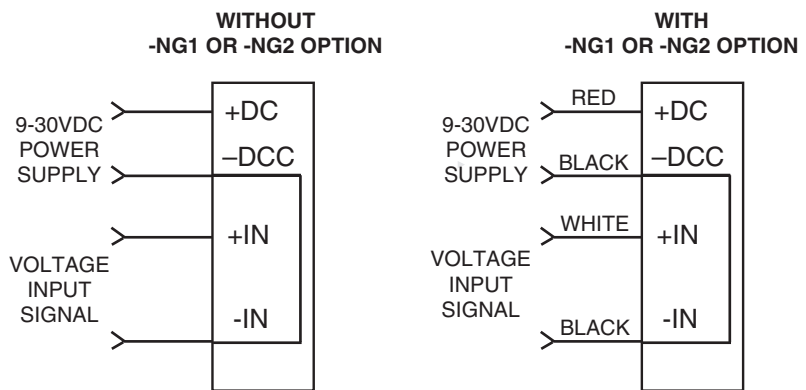 WITHOUT
-NG1 OR -NG2 OPTION
9-30VDC
POWER
SUPPLY
+DC
–DCC
VOLTAGE
INPUT
SIGNAL
+IN
-IN
WITH
-NG1 OR -NG2 OPTION
9-30VDC
POWER
SUPPLY
RED
+DC
–DCC
BLACK
WHITE
VOLTAGE
INPUT
SIGNAL
+IN
-IN
BLACK